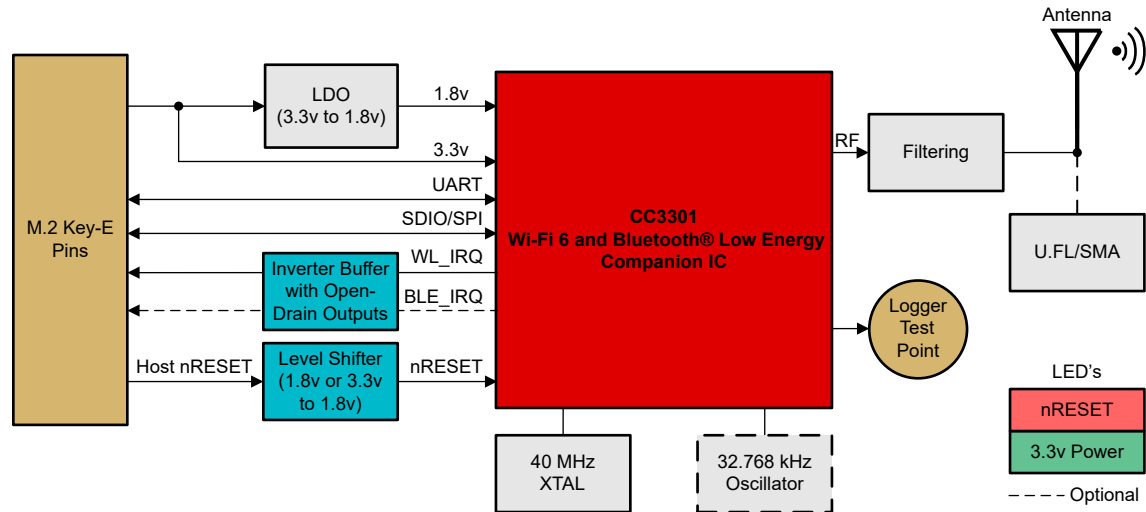 Antenna
M.2 Key-E
Pins
LDO
(3.3v to 1.8v)
1.8v
3.3v
UART
SDIO/SPI
WL_IRQ
BLE_IRQ
Inverter Buffer
with Open-
Drain Outputs
Host nRESET
Level Shifter
(1.8v or 3.3v
to 1.8v)
nRESET
CC3301
Wi-Fi 6 and Bluetooth® Low Energy
Companion IC
40 MHz
XTAL
32.768 kHz
Oscillator
RF
Filtering
U.FL/SMA
Logger
Test
Point
LED's
nRESET
3.3v Power
Optional